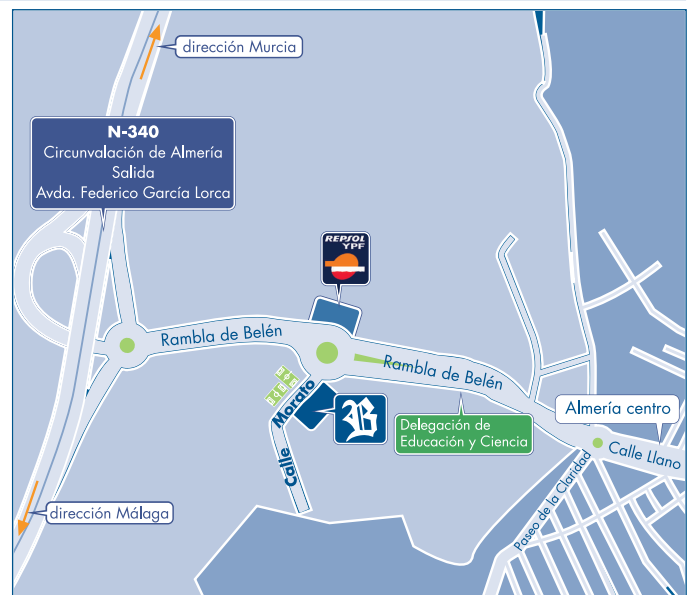 dirección Murcia
N-340
Circunvalación de Almería
Salida
Avda. Federico García Lorca
REPSOL
YPF
Rambla de Belén
Rambla de Belén
Calle Morato
B
Delegación de
Educación y Ciencia
Almería centro
Calle Llano
Paseo de la Claridad
dirección Málaga